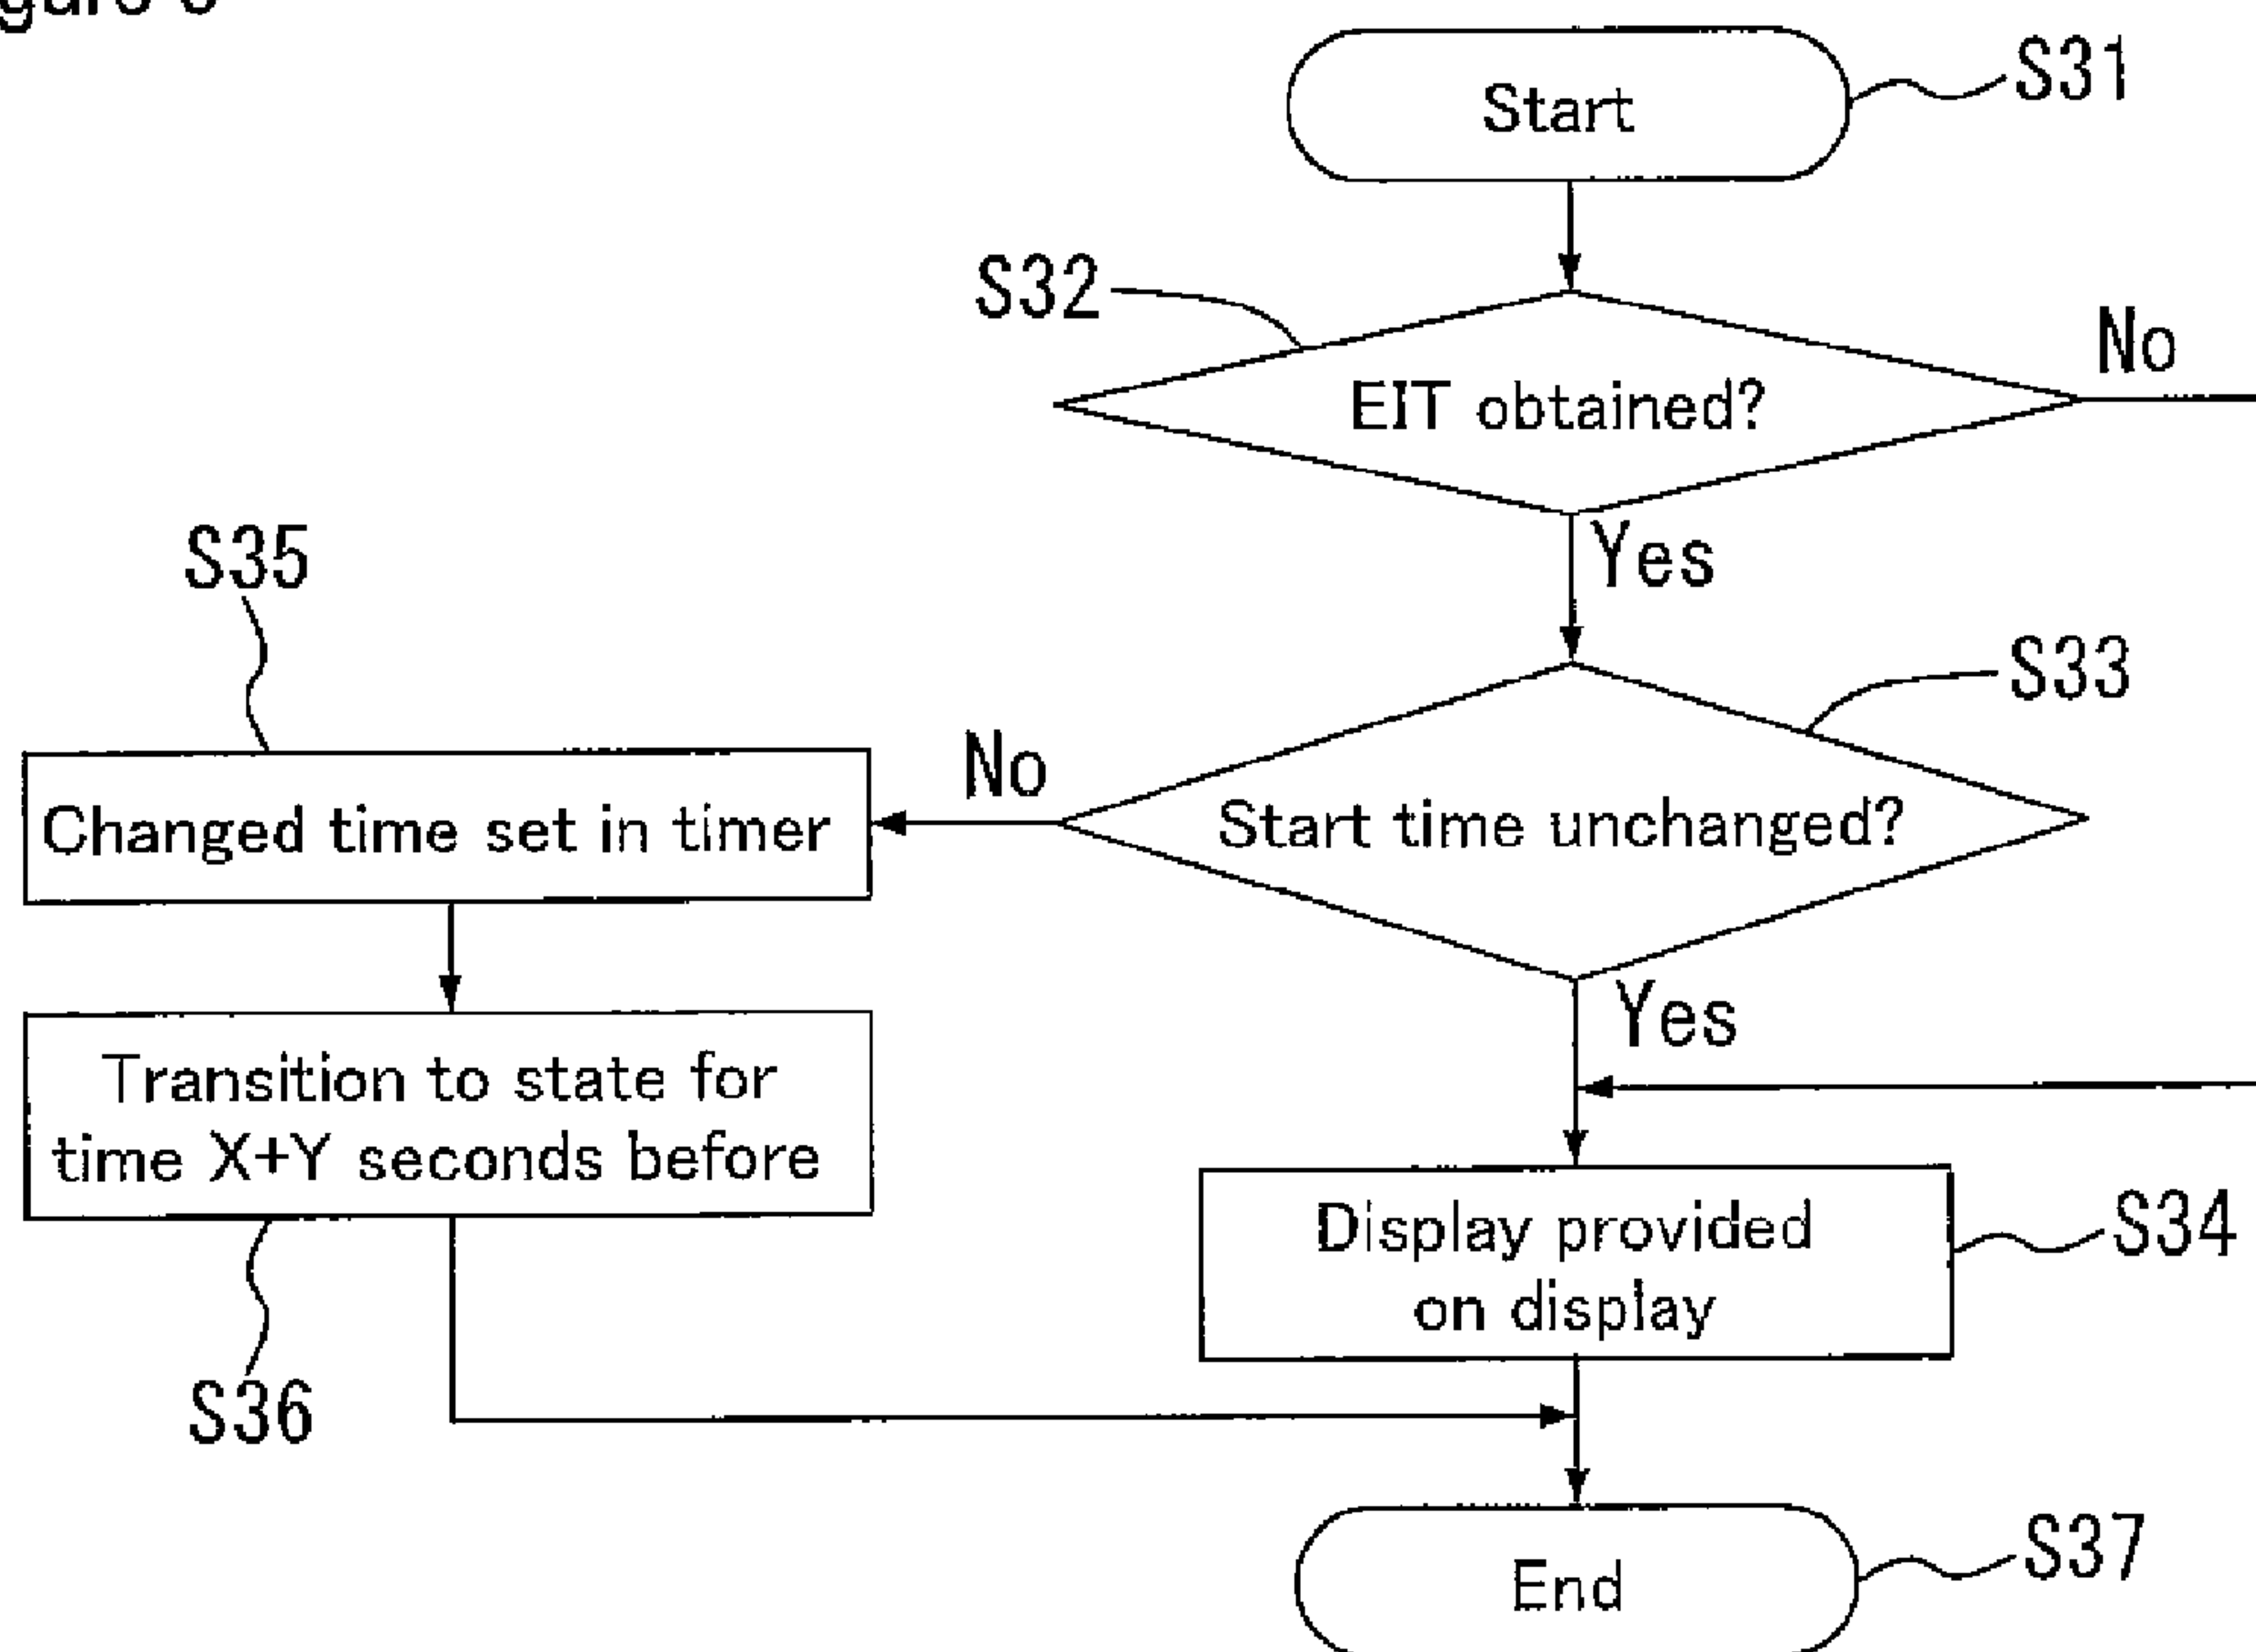 Start
S31
S32
EIT obtained?
No
Yes
S35
S33
No
Changed time set in timer
Start time unchanged?
Yes
Transition to state for
time X+Y seconds before
Display provided
on display
S34
S36
End
S37